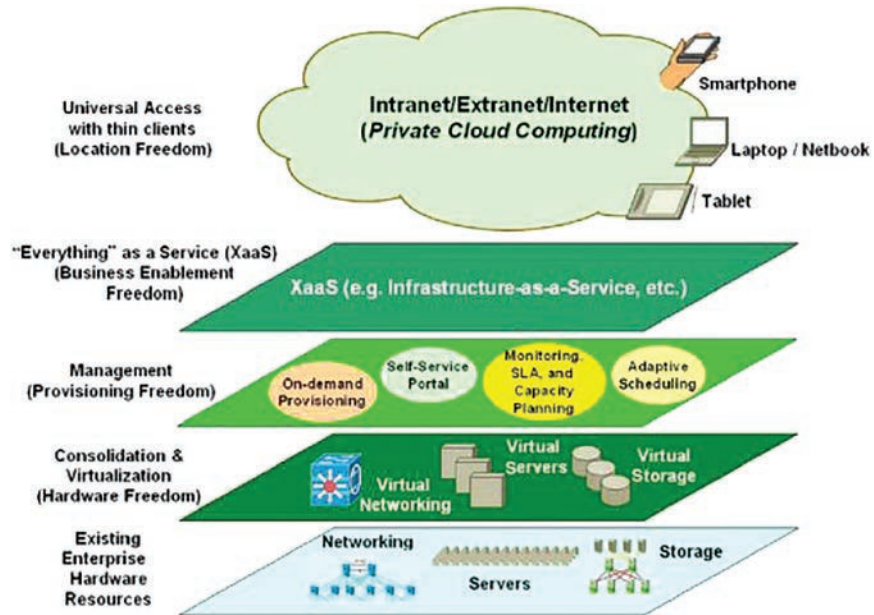 Universal Access
with thin clients
(Location Freedom)
Intranet/Extranet/Internet
(Private Cloud Computing)
Smartphone
Laptop / Netbook
Tablet
“Everything” as a Service (XaaS)
(Business Enablement
Freedom)
XaaS (e.g. Infrastructure-as-a-Service, etc.)
Management
(Provisioning Freedom)
On-demand
Provisioning
Self-Service
Portal
Monitoring,
SLA, and
Capacity
Planning
Adaptive
Scheduling
Consolidation &
Virtualization
(Hardware Freedom)
Virtual
Networking
Virtual
Servers
Virtual
Storage
Existing
Enterprise
Hardware
Resources
Networking
Servers
Storage